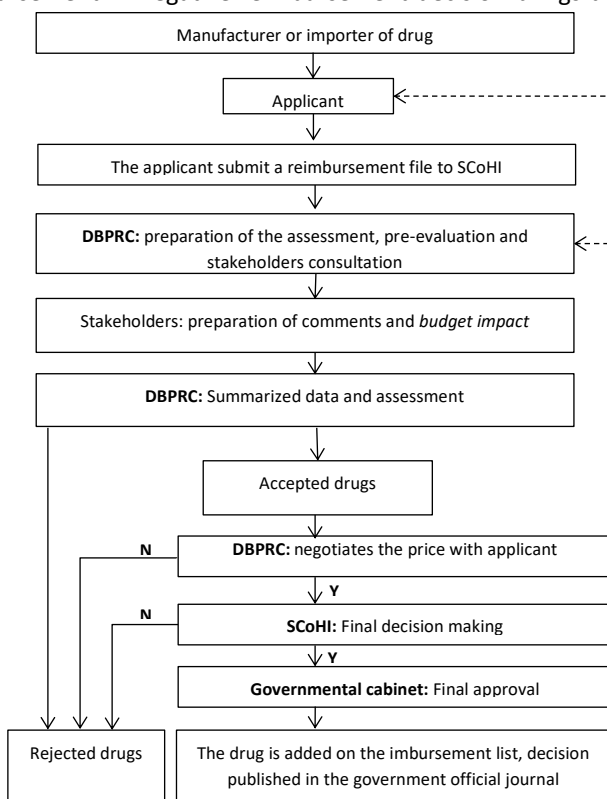 Manufacturer or importer of drug
Applicant
The applicant submit a reimbursement file to SCoHI
DBPRC: preparation of the assessment, pre-evaluation and
stakeholders consultation
Stakeholders: preparation of comments and budget impact
DBPRC: Summarized data and assessment
Accepted drugs
N
DBPRC: negotiates the price with applicant
Y
N
SCoHI: Final decision making
Y
Governmental cabinet: Final approval
Rejected drugs
The drug is added on the imbursement list, decision
published in the government official journal